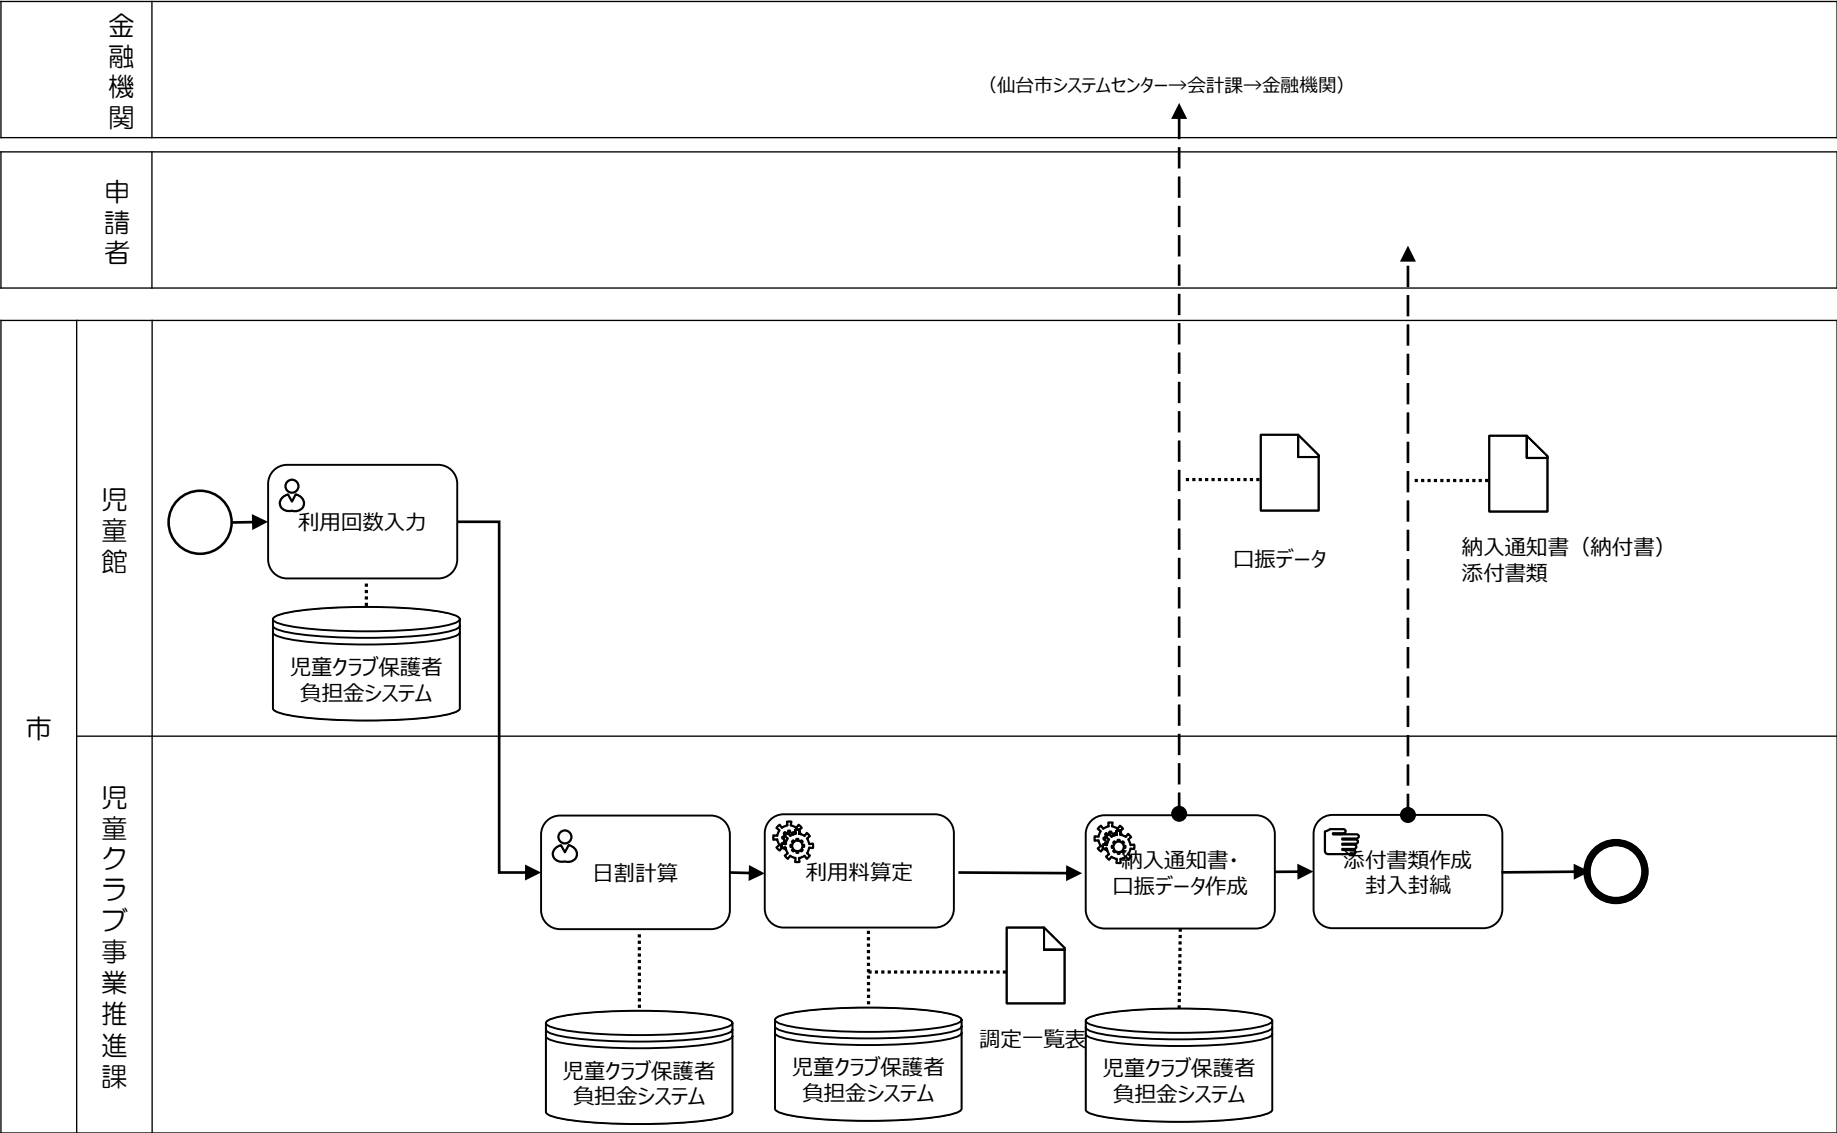 金融機関
（仙台市システムセンター→会計課→金融機関）
申請者
市
児童館
利用回数入力
児童クラブ保護者
負担金システム
口振データ
納入通知書（納付書）
添付書類
児童クラブ事業推進課
日割計算
利用料算定
納入通知書・
口振データ作成
添付書類作成
封入封緘
調定一覧表
児童クラブ保護者
負担金システム
児童クラブ保護者
負担金システム
児童クラブ保護者
負担金システム